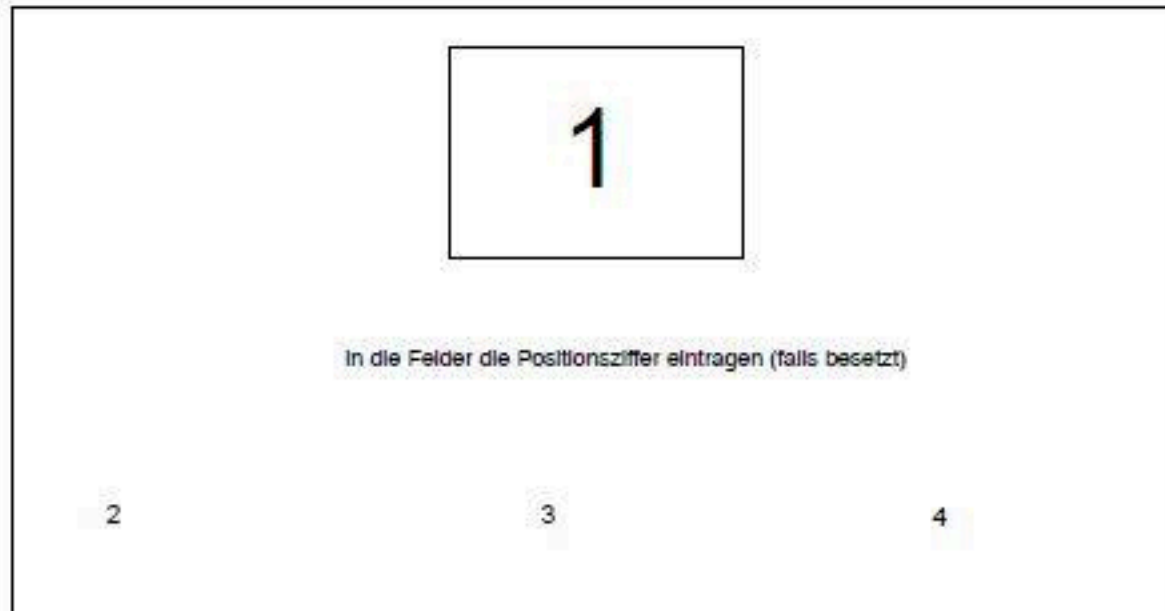 1
In die Felder die Positionsziffer eintragen (falls besetzt)
2 3 4